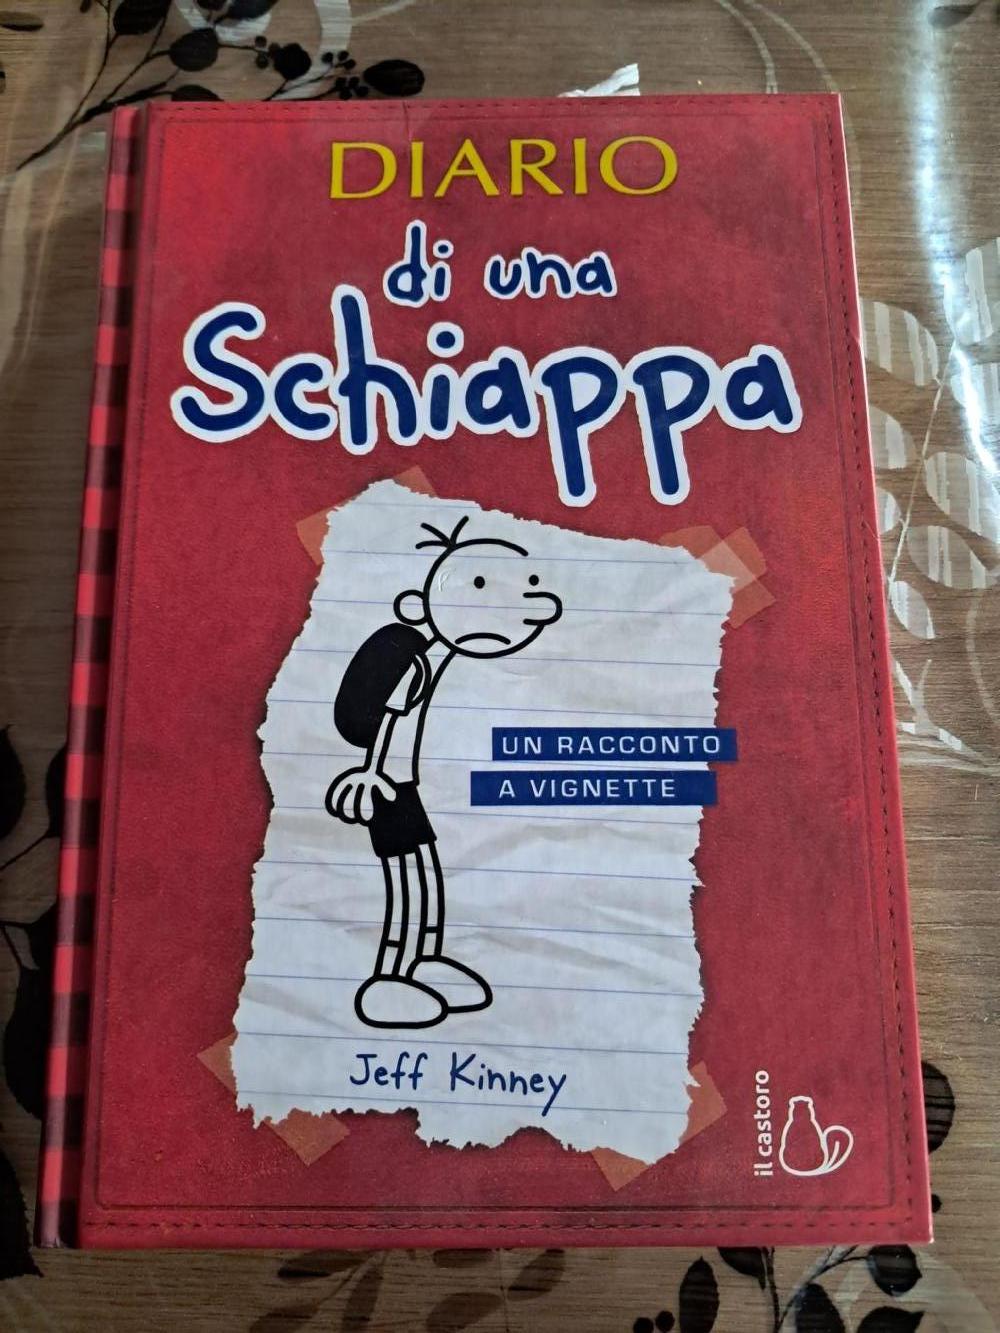 DIARIO
di una
Schiappa
UN RACCONTO
A VIGNETTE
Jeff Kinney
il castoro